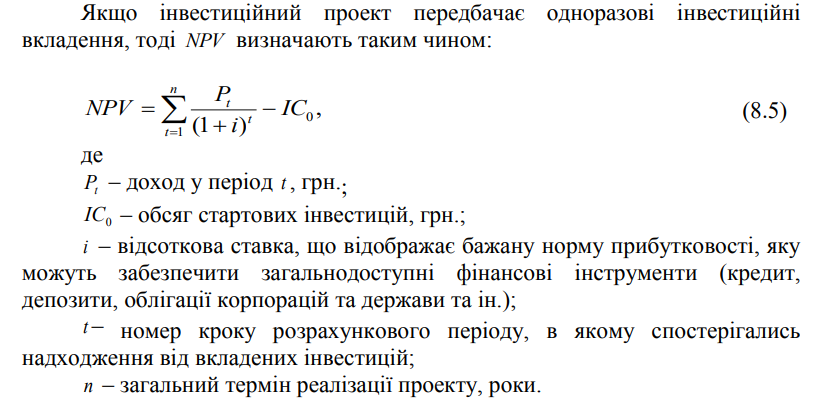 Якщо інвестиційний проект передбачає одноразові інвестиційні
вкладення, тоді NPV визначають таким чином:
NPV = \sum_{t=1}^{n} \frac{P_t}{(1+i)^t} − IC_0, (8.5)
де
P_t – доход у період t, грн.;
IC_0 – обсяг стартових інвестицій, грн.;
i – відсоткова ставка, що відображає бажану норму прибутковості, яку
можуть забезпечити загальнодоступні фінансові інструменти (кредит,
депозити, облігації корпорацій та держави та ін.);
t – номер кроку розрахункового періоду, в якому спостерігались
надходження від вкладених інвестицій;
n – загальний термін реалізації проекту, роки.